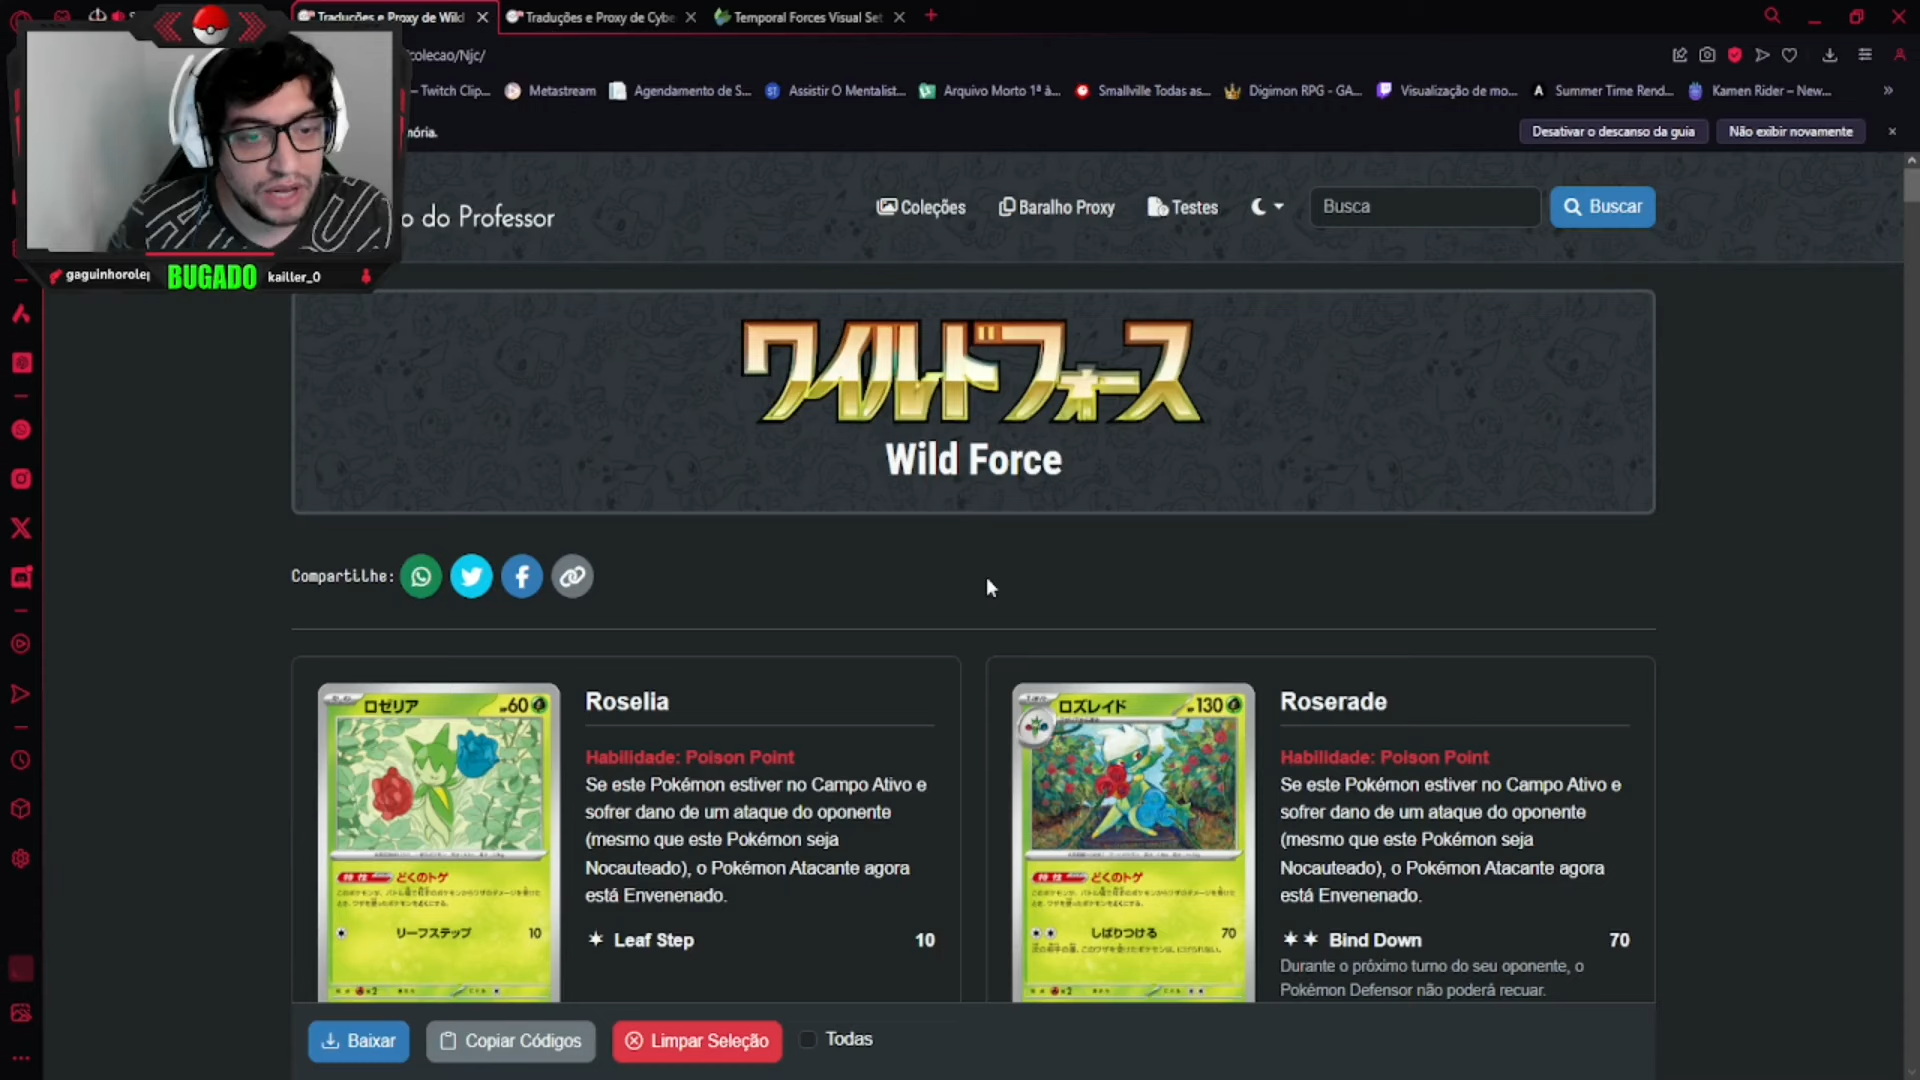 Traduções e Proxy de Wild
Traduções e Proxy de Cybe
Temporal Forces Visual Set
colecao/Njc/
– Twitch Clip...
Metastream
Agendamento de S...
Assistir O Mentalist...
Arquivo Morto 1ª à...
Smallville Todas as...
Digimon RPG - GA...
Visualização de mo...
Summer Time Rend...
Kamen Rider – New...
mória.
Desativar o descanso da guia
Não exibir novamente
o do Professor
Coleções
Baralho Proxy
Testes
Busca
Buscar
gaguinhorolep
BUGADO
kailler_0
ワイルドフォース
Wild Force
Compartilhe:
ロゼリア
60
どくのトゲ
リーフステップ 10
Roselia
Habilidade: Poison Point
Se este Pokémon estiver no Campo Ativo e
sofrer dano de um ataque do oponente
(mesmo que este Pokémon seja
Nocauteado), o Pokémon Atacante agora
está Envenenado.
Leaf Step 10
ロズレイド
130
どくのトゲ
しばりつける 70
Roserade
Habilidade: Poison Point
Se este Pokémon estiver no Campo Ativo e
sofrer dano de um ataque do oponente
(mesmo que este Pokémon seja
Nocauteado), o Pokémon Atacante agora
está Envenenado.
Bind Down 70
Durante o próximo turno do seu oponente, o
Pokémon Defensor não poderá recuar.
Baixar
Copiar Códigos
Limpar Seleção
Todas